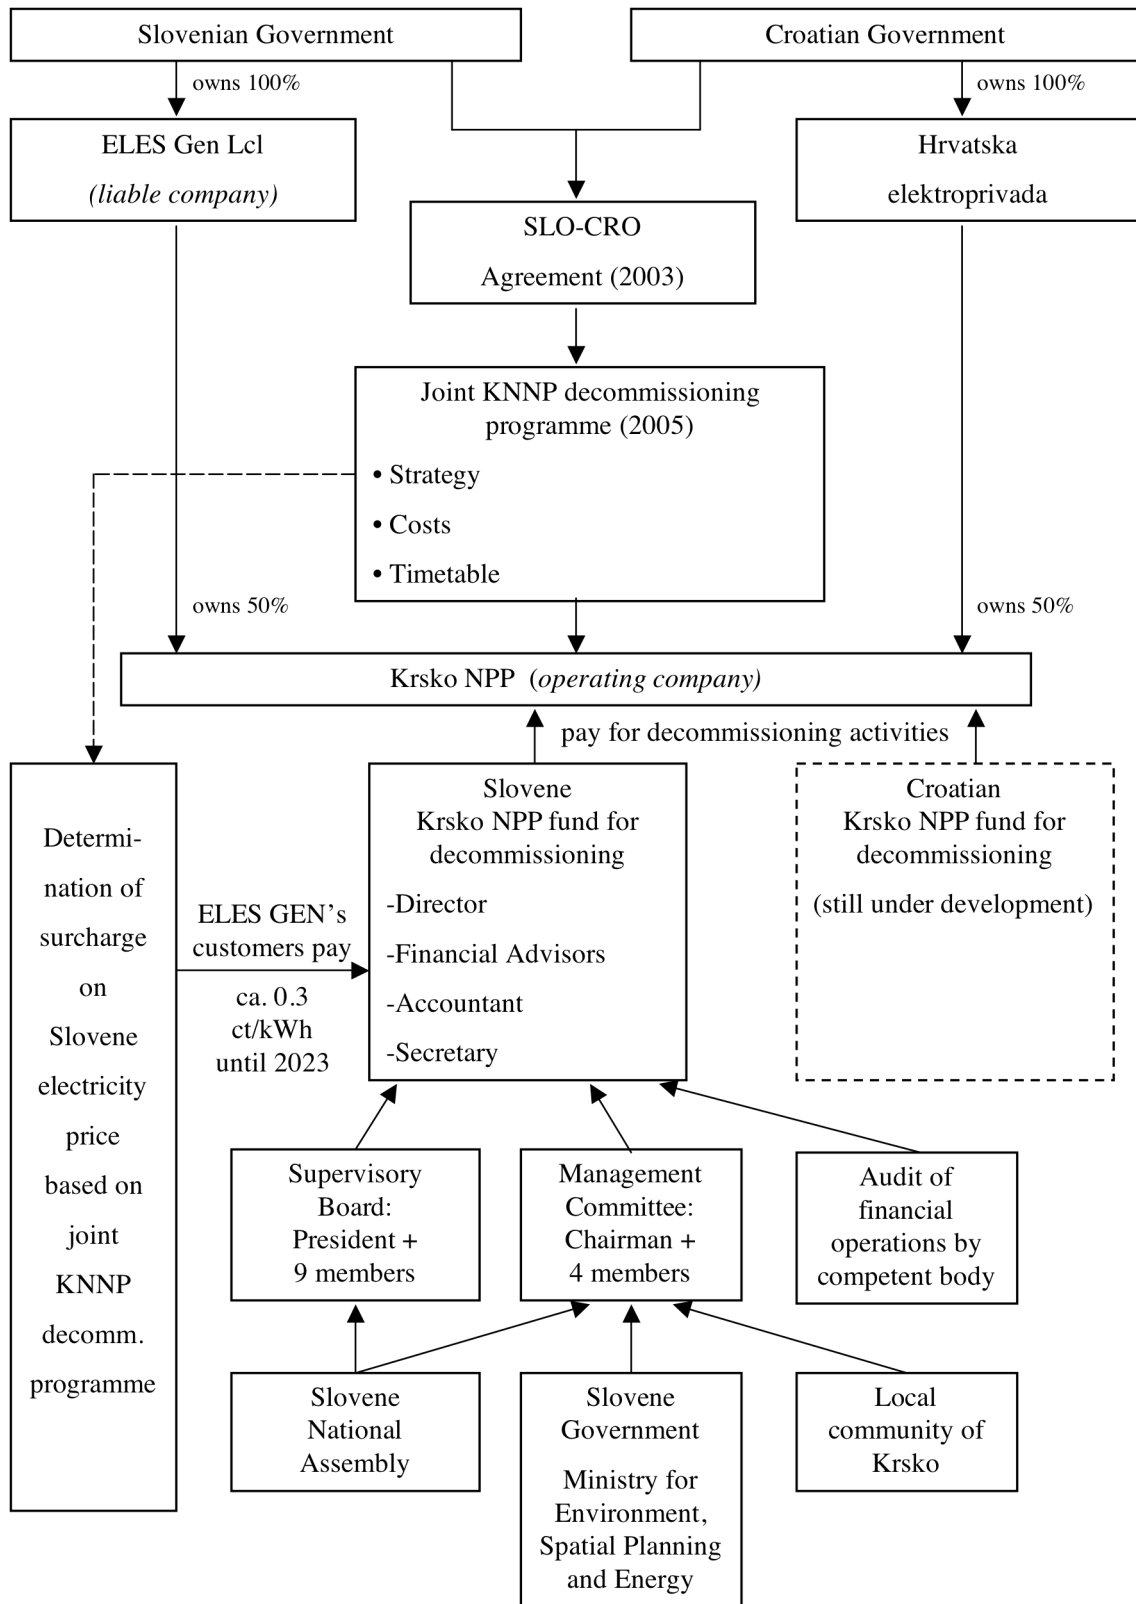 Slovenian Government
Croatian Government
owns 100%
owns 100%
ELES Gen Lcl
(liable company)
Hrvatska
elektroprivada
SLO-CRO
Agreement (2003)
Joint KNNP decommissioning
programme (2005)
• Strategy
• Costs
• Timetable
owns 50%
owns 50%
Krsko NPP (operating company)
pay for decommissioning activities
Determi-
nation of
surcharge
on
Slovene
electricity
price
based on
joint
KNNP
decomm.
programme
ELES GEN’s
customers pay
ca. 0.3
ct/kWh
until 2023
Slovene
Krsko NPP fund for
decommissioning
-Director
-Financial Advisors
-Accountant
-Secretary
Croatian
Krsko NPP fund for
decommissioning
(still under development)
Supervisory
Board:
President +
9 members
Management
Committee:
Chairman +
4 members
Audit of
financial
operations by
competent body
Slovene
National
Assembly
Slovene
Government
Ministry for
Environment,
Spatial Planning
and Energy
Local
community of
Krsko